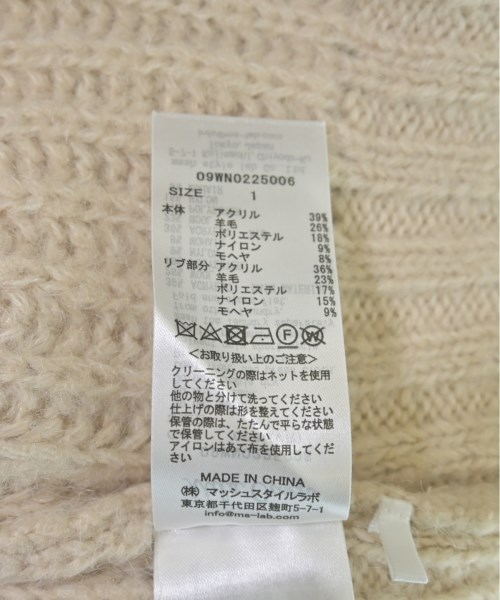 09WNO225006
SIZE 1
本体 アクリル 39%
羊毛 26%
ポリエステル 18%
ナイロン 9%
モヘヤ 8%
リブ部分 アクリル 36%
羊毛 23%
ポリエステル 17%
ナイロン 15%
モヘヤ 9%
F W
<お取り扱い上のご注意>
クリーニングの際はネットを使用
してください
他の物と分けて洗ってください
仕上げの際は形を整えてください
保管の際は、たたんで平らな状態
で保管してください
アイロンはあて布を使用してくだ
さい
MADE IN CHINA
㈱ マッシュスタイルラボ
東京都千代田区麹町5-7-1
info@ms-lab.com